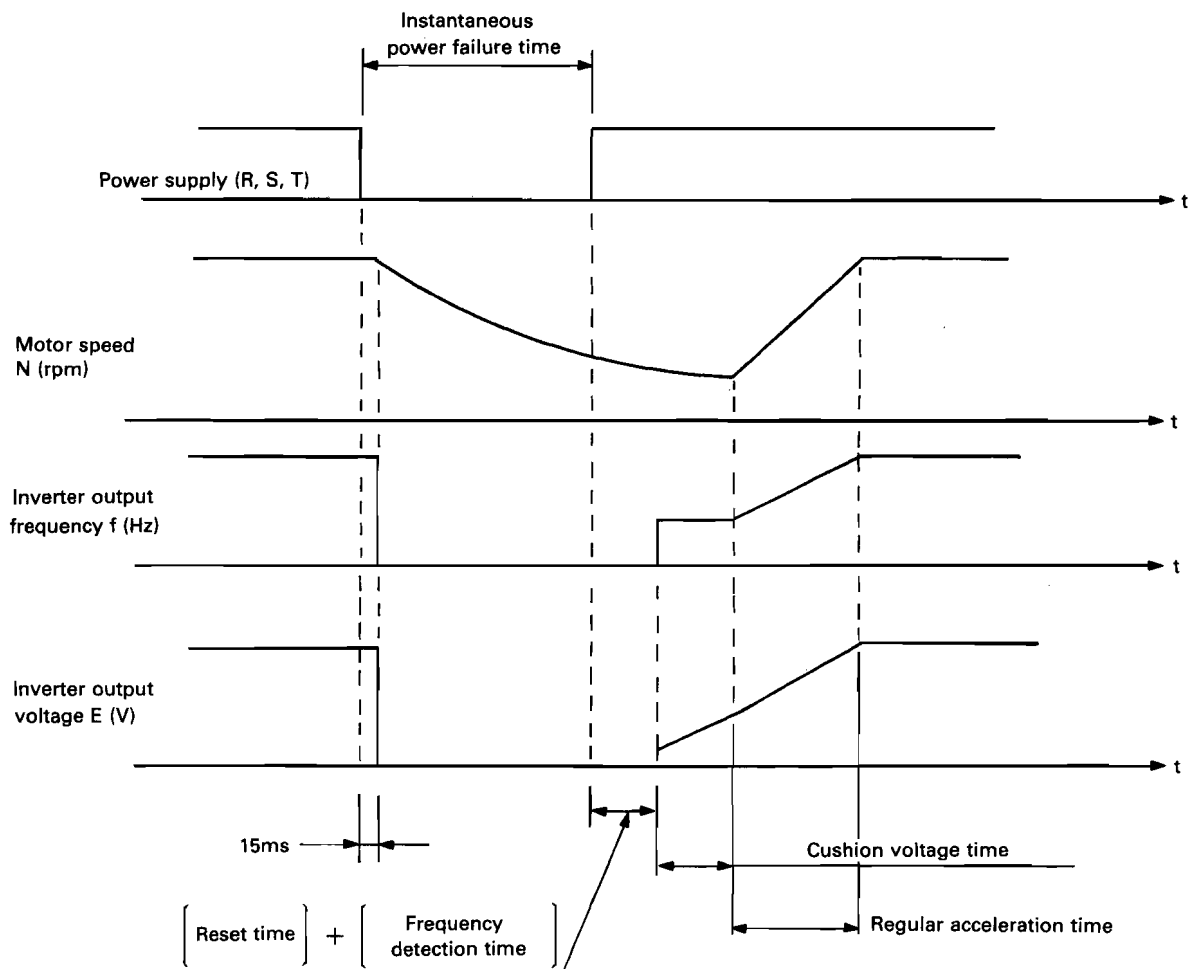 Instantaneous
power failure time
Power supply (R, S, T)
t
Motor speed
N (rpm)
t
Inverter output
frequency f (Hz)
t
Inverter output
voltage E (V)
t
15ms
Cushion voltage time
Reset time + Frequency
detection time
Regular acceleration time